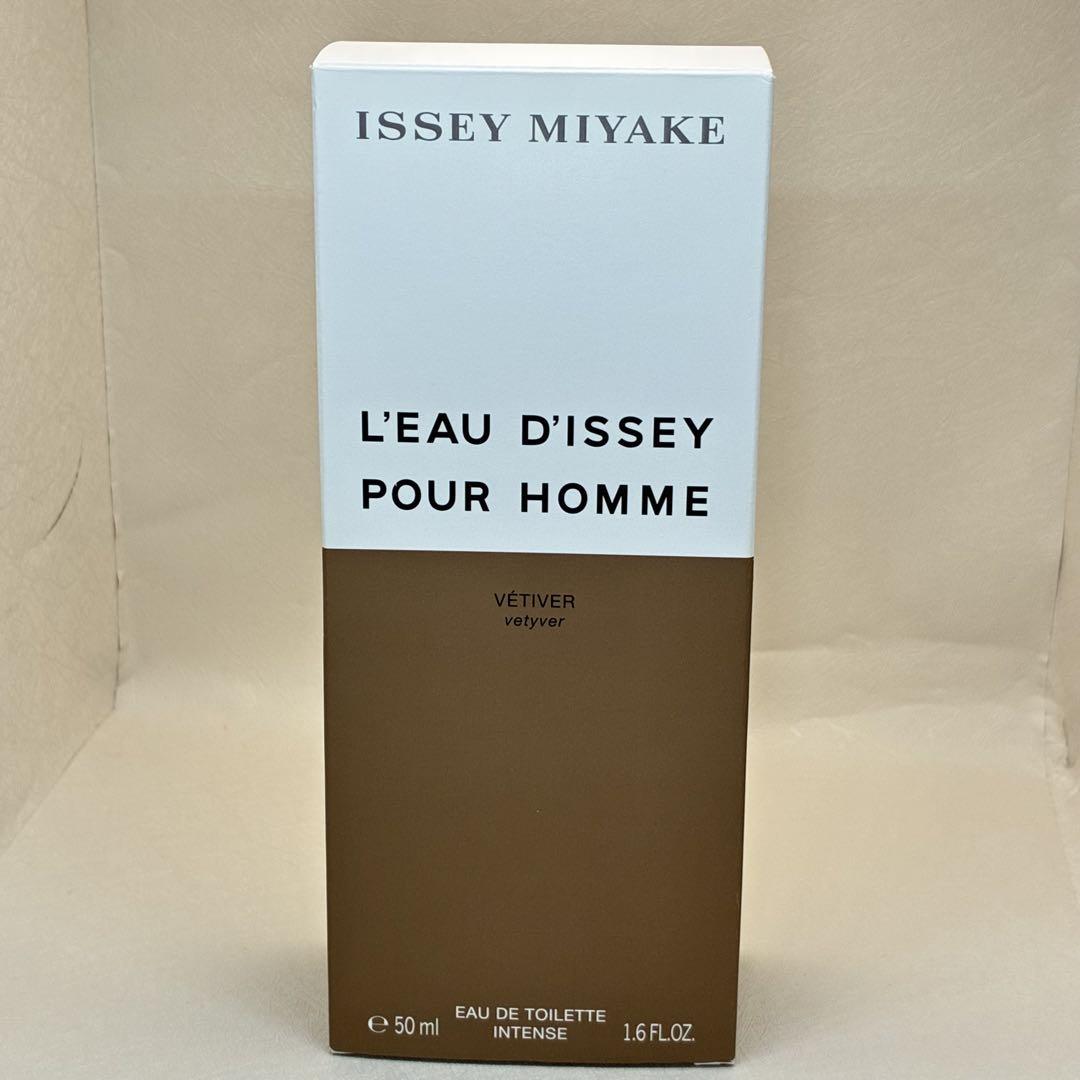 ISSEY MIYAKE
L'EAU D'ISSEY
POUR HOMME
VÉTIVER
vetyver
EAU DE TOILETTE
INTENSE
℮ 50 ml
1.6 FL.OZ.